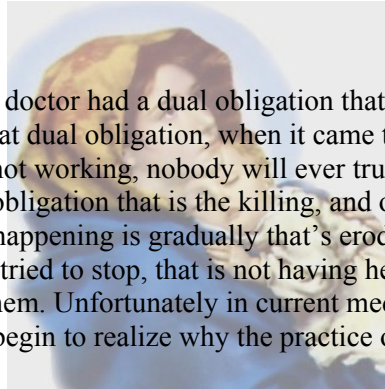 doctor had a dual obligation that
at dual obligation, when it came t
not working, nobody will ever tru
obligation that is the killing, and o
happening is gradually that's erod
tried to stop, that is not having he
hem. Unfortunately in current med
begin to realize why the practice o